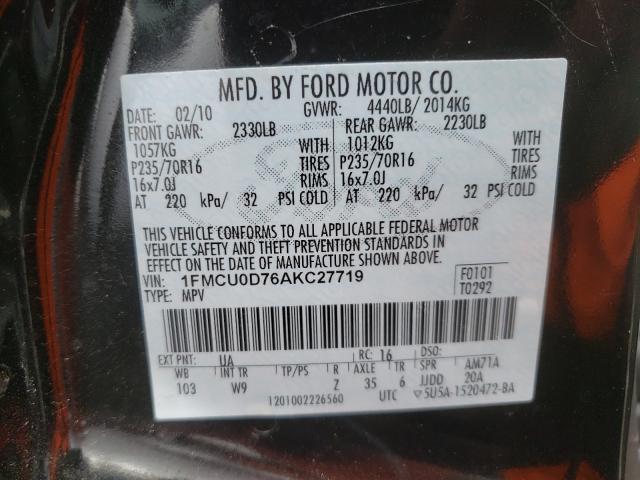 MFD. BY FORD MOTOR CO.
DATE: 02/10 GVWR: 4440LB/ 2014KG
FRONT GAWR: 2330LB REAR GAWR: 2230LB
1057KG WITH 1012KG WITH
P235/70R16 TIRES P235/70R16 TIRES
16x7.0J RIMS 16x7.0J RIMS
AT 220 kPa/ 32 PSI COLD AT 220 kPa/ 32 PSI COLD
THIS VEHICLE CONFORMS TO ALL APPLICABLE FEDERAL MOTOR
VEHICLE SAFETY AND THEFT PREVENTION STANDARDS IN
EFFECT ON THE DATE OF MANUFACTURE SHOWN ABOVE.
VIN: 1FMCU0D76AKC27719 F0101
TYPE: MPV T0292
EXT PNT: UA RC: 16 DSO:
WB INT TR TP/PS R AXLE TR SPR AM71A
103 W9 Z 35 6 JJDD 20A
1201002226560 UTC ▽5U5A-1520472-BA